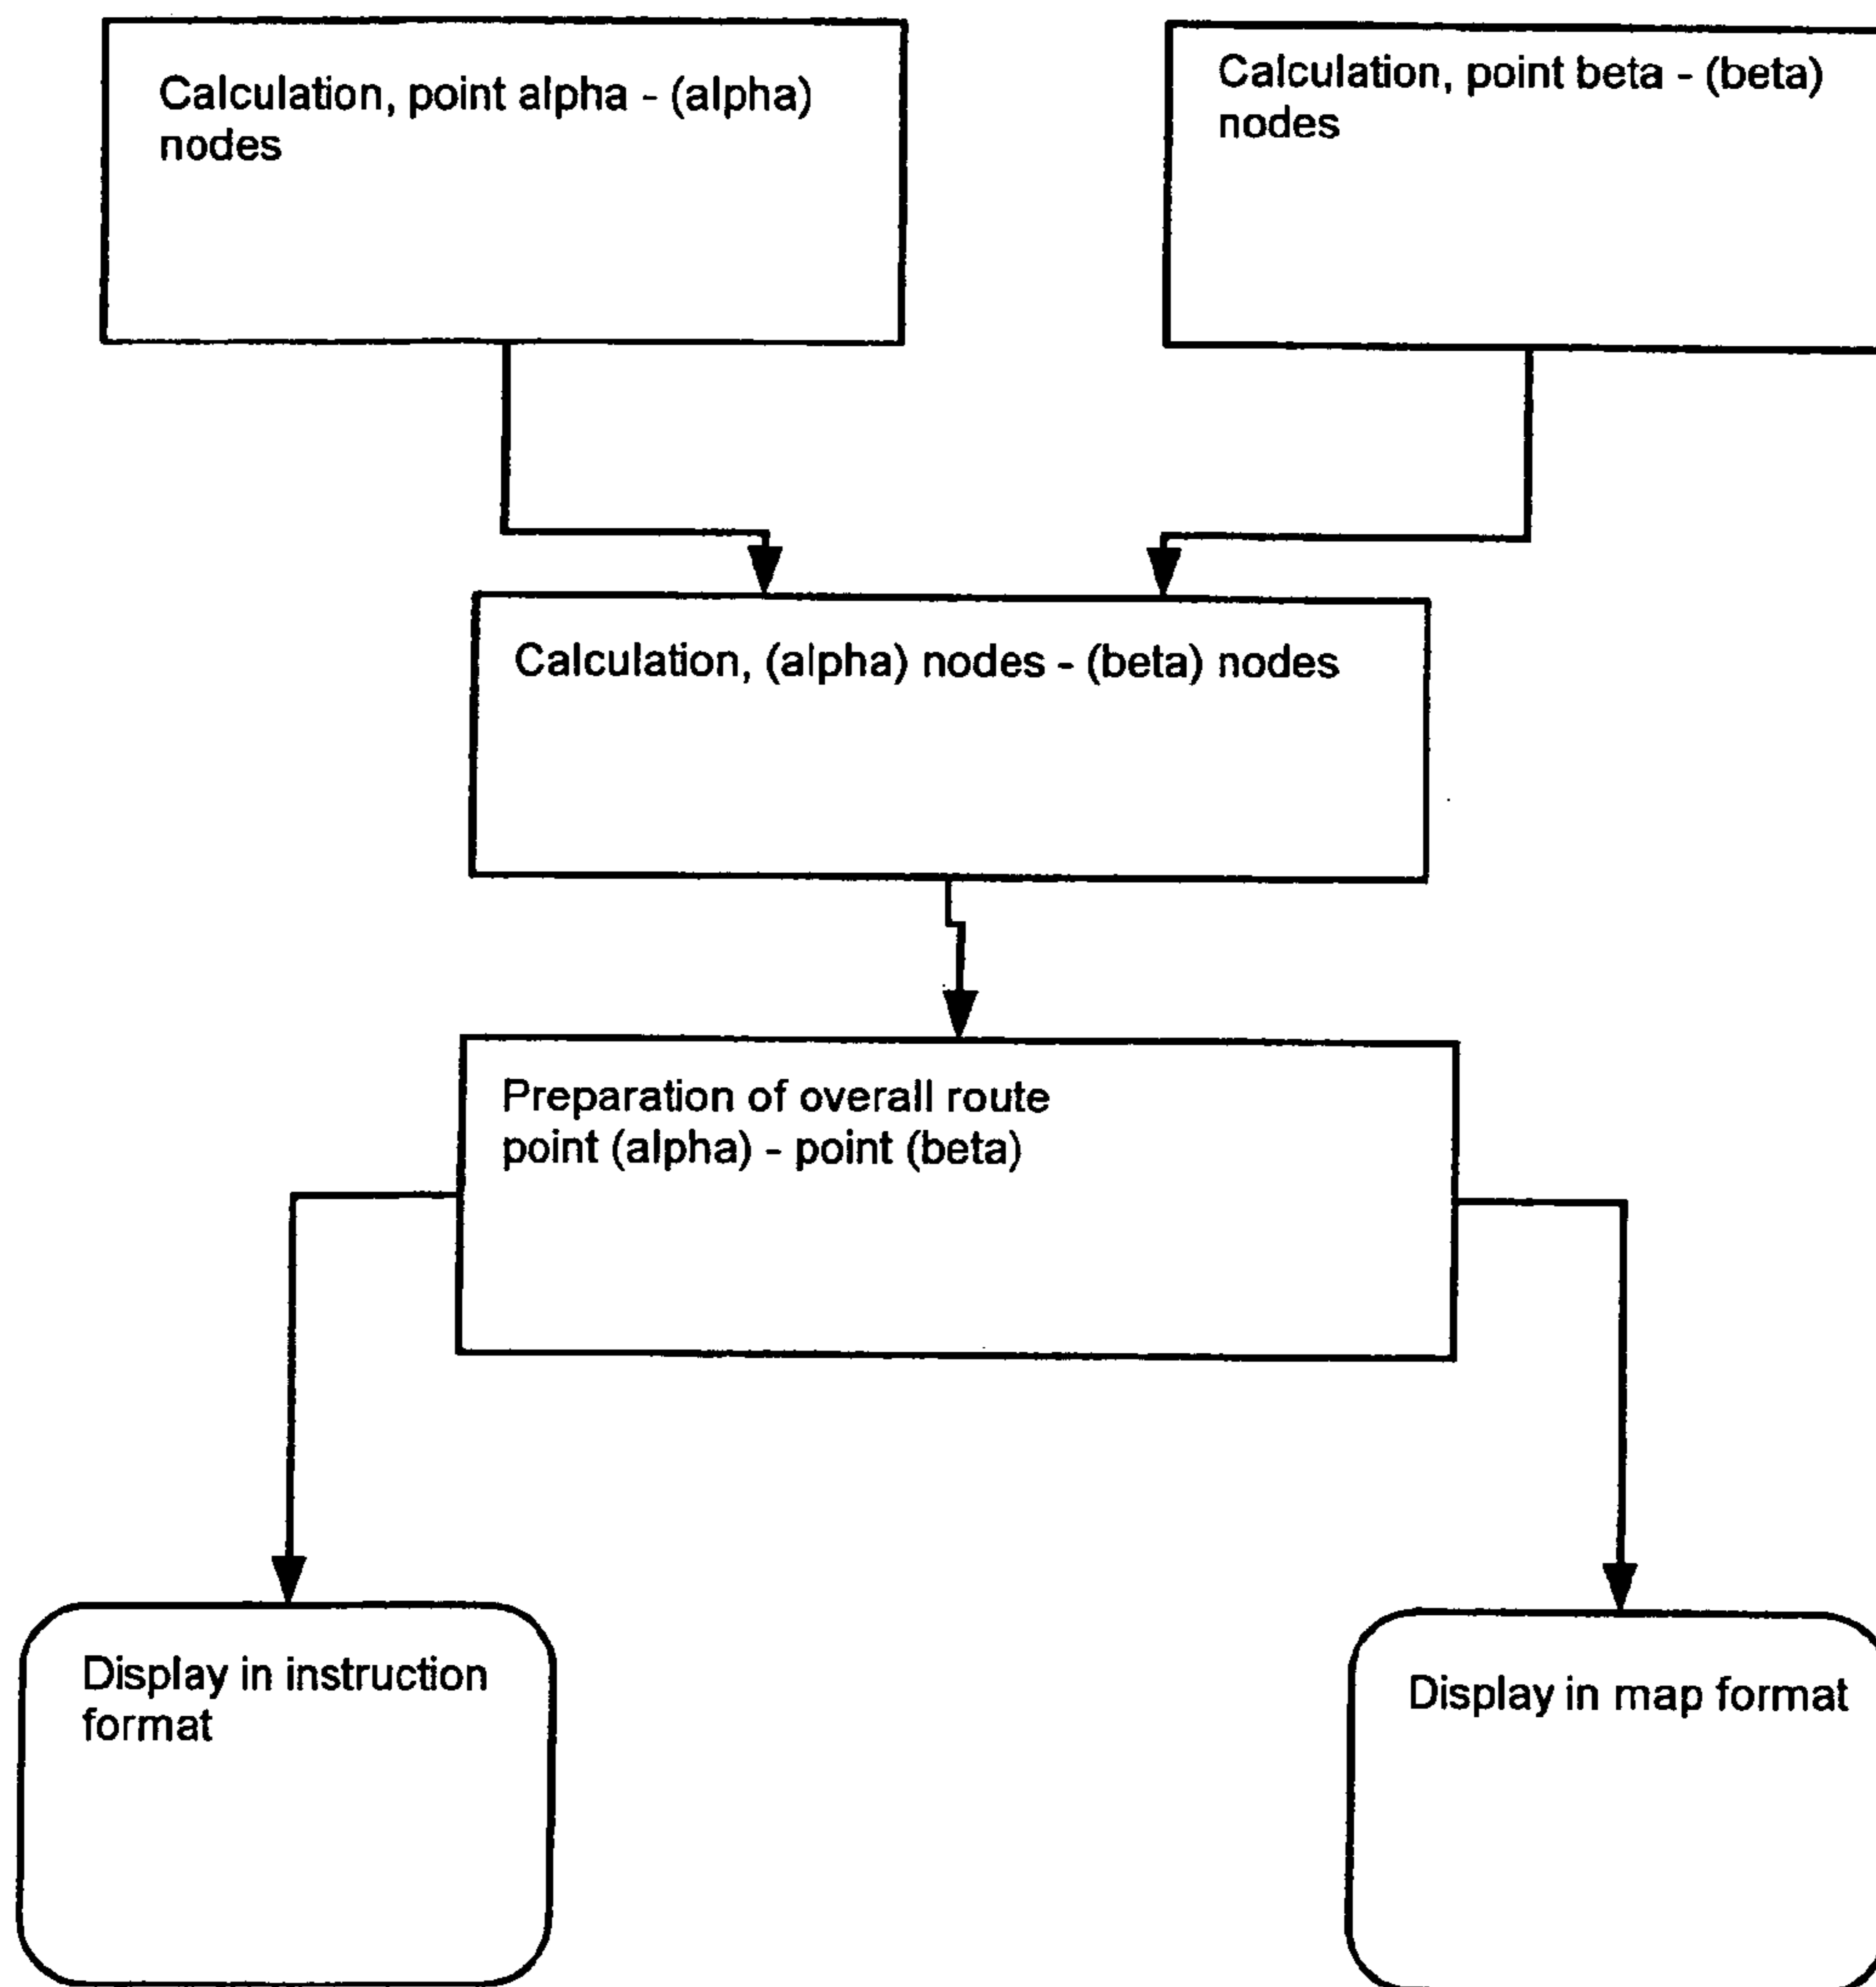 Calculation, point alpha - (alpha)
nodes
Calculation, point beta - (beta)
nodes
Calculation, (alpha) nodes - (beta) nodes
Preparation of overall route
point (alpha) - point (beta)
Display in instruction
format
Display in map format